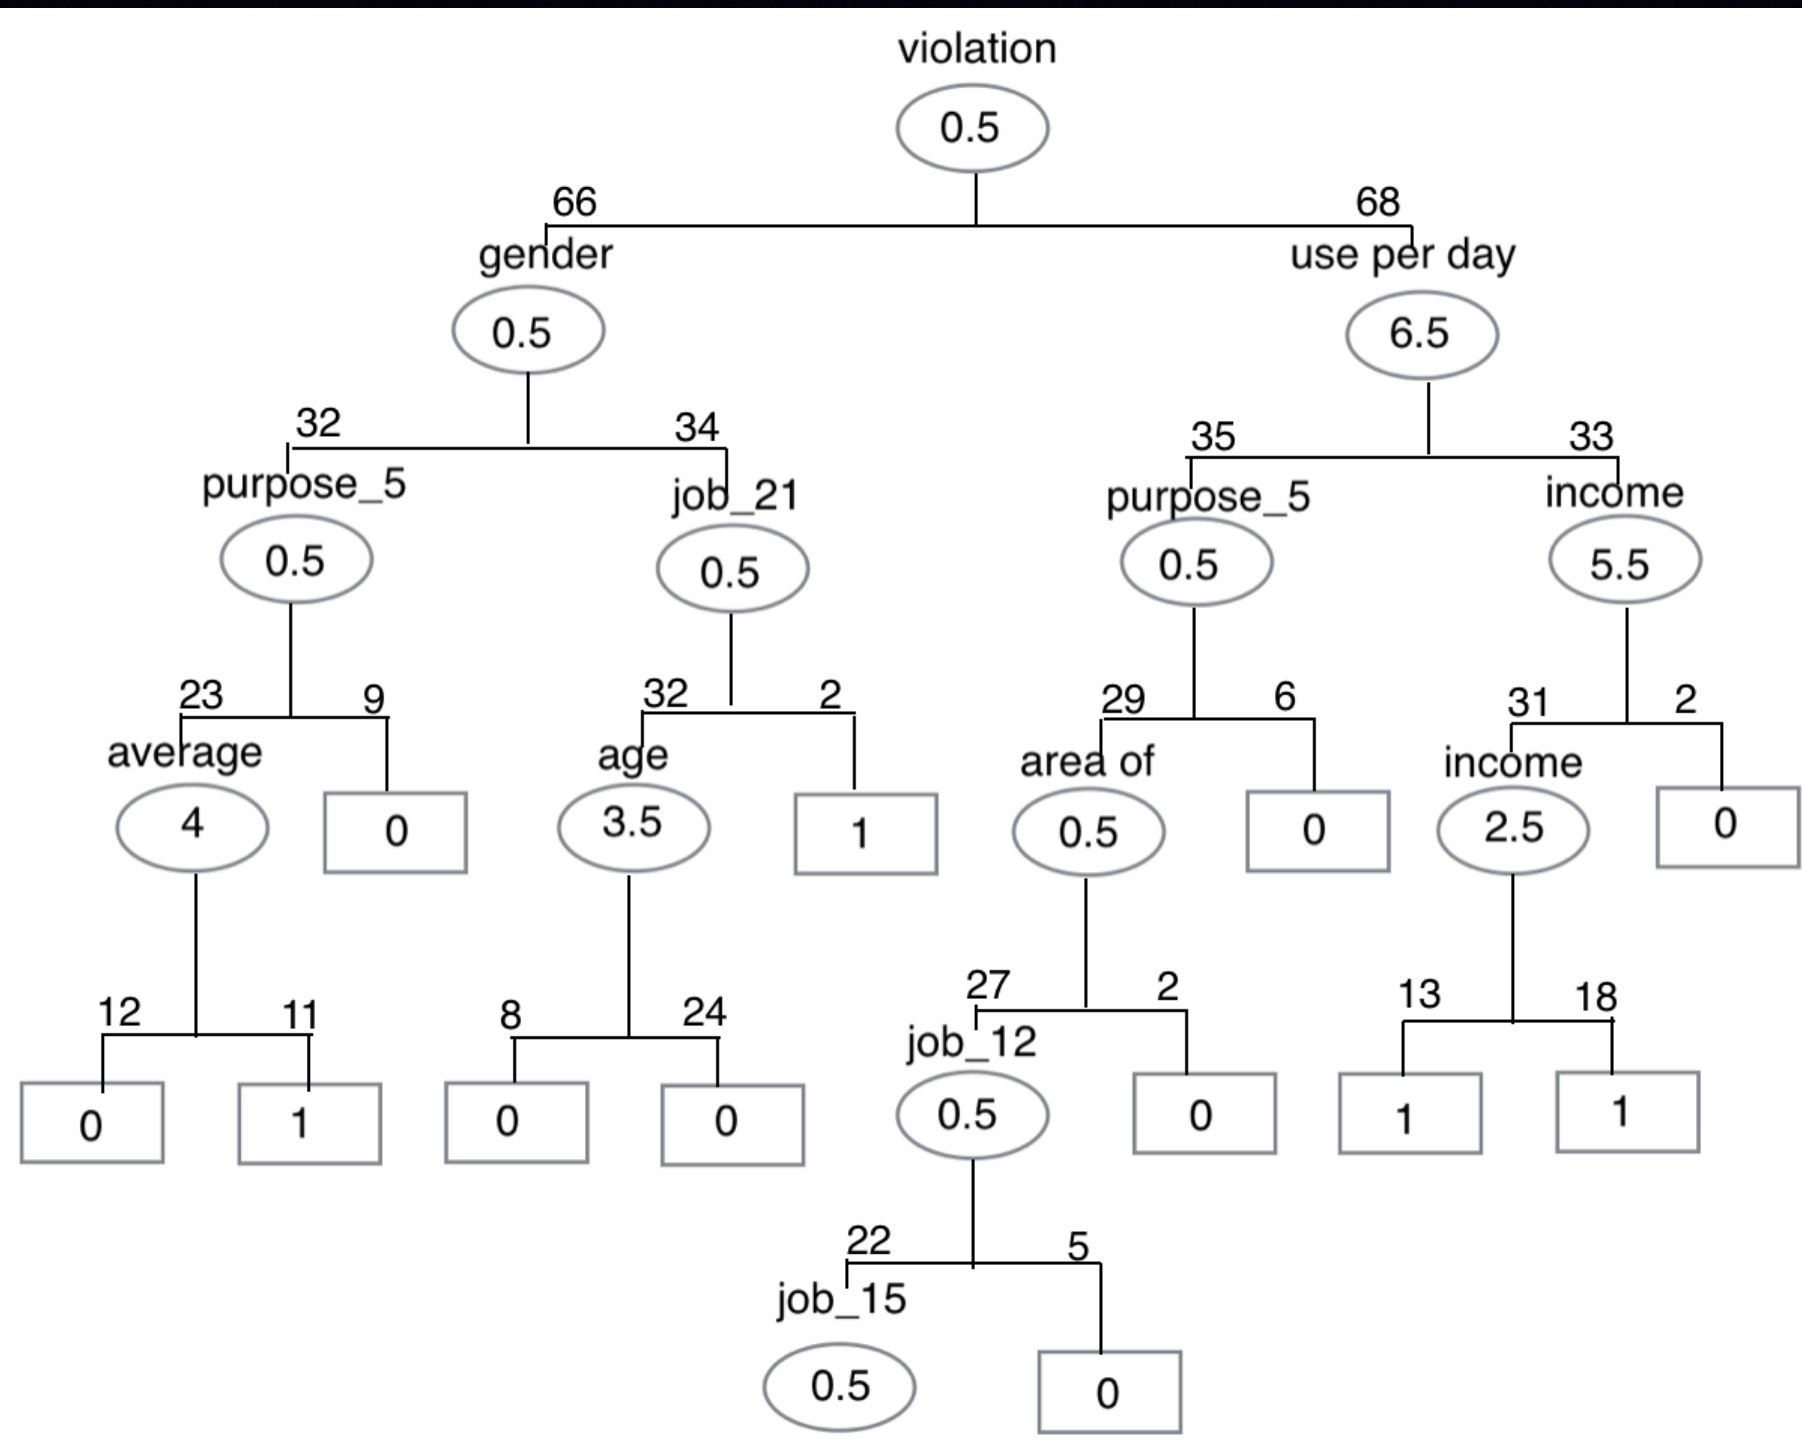 violation
0.5
66 68
gender use per day
0.5 6.5
32 34 35 33
purpose_5 job_21 purpose_5 income
0.5 0.5 0.5 5.5
23 9 32 2 29 6 31 2
average age area of income
4 0 3.5 1 0.5 0 2.5 0
12 11 8 24 27 2 13 18
job_12
0 1 0 0 0.5 0 1 1
22 5
job_15
0.5 0